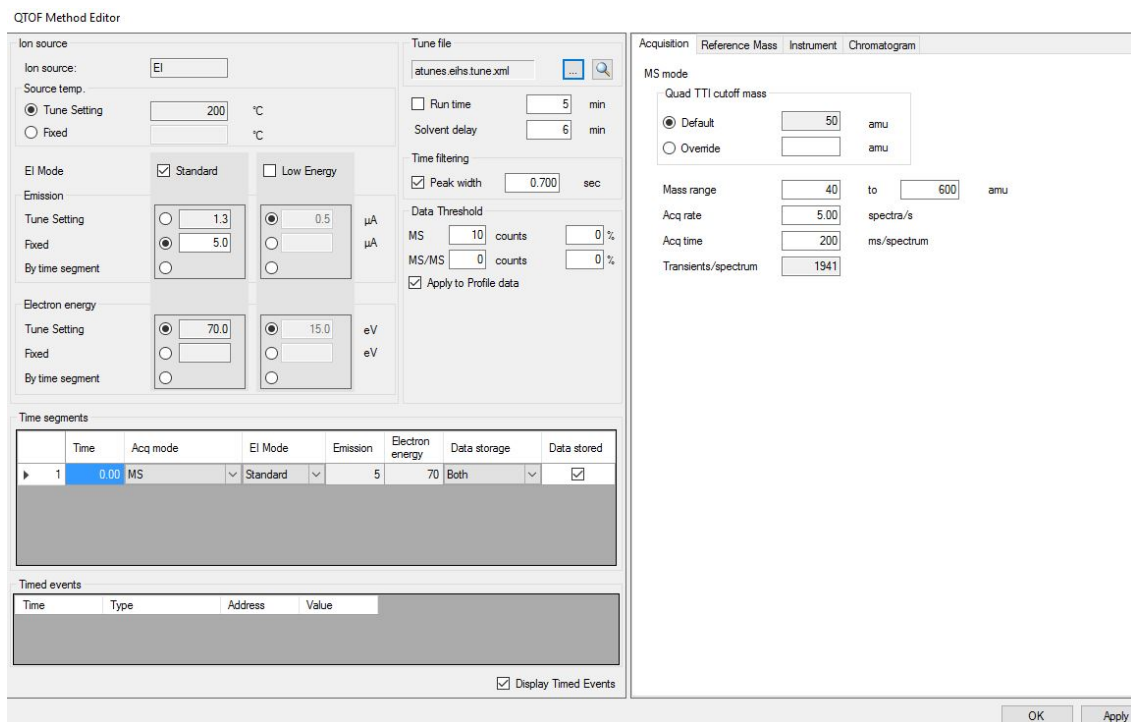 QTOF Method Editor
Ion source
Ion source: EI
Source temp.
Tune Setting 200 °C
Fixed °C
EI Mode Standard Low Energy
Emission
Tune Setting 1.3 0.5 µA
Fixed 5.0 µA
By time segment
Electron energy
Tune Setting 70.0 15.0 eV
Fixed eV
By time segment
Tune file
atunes.eihs.tune.xml ...
Run time 5 min
Solvent delay 6 min
Time filtering
Peak width 0.700 sec
Data Threshold
MS 10 counts 0 %
MS/MS 0 counts 0 %
Apply to Profile data
Time segments
Time Acq mode EI Mode Emission Electron energy Data storage Data stored
1 0.00 MS Standard 5 70 Both
Timed events
Time Type Address Value
Display Timed Events
Acquisition Reference Mass Instrument Chromatogram
MS mode
Quad TTI cutoff mass
Default 50 amu
Override amu
Mass range 40 to 600 amu
Acq rate 5.00 spectra/s
Acq time 200 ms/spectrum
Transients/spectrum 1941
OK Apply